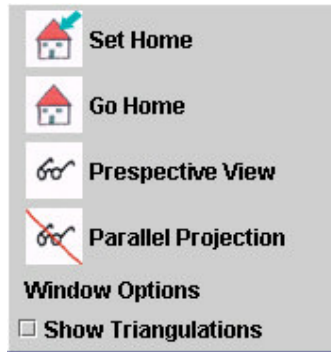 Set Home
Go Home
Prespective View
Parallel Projection
Window Options
Show Triangulations